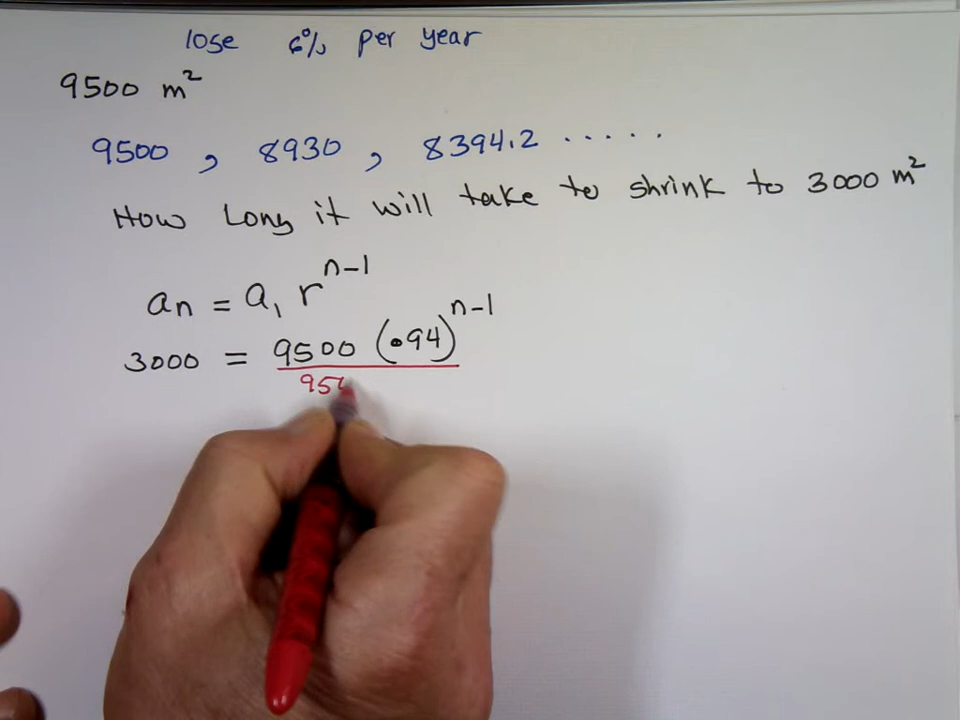 lose 6% per year
9500 m²
9500 , 8930 , 8394.2 ......
How Long it will take to shrink to 3000 m²
an = a₁ rⁿ⁻¹
3000 = 9500 (.94)ⁿ⁻¹